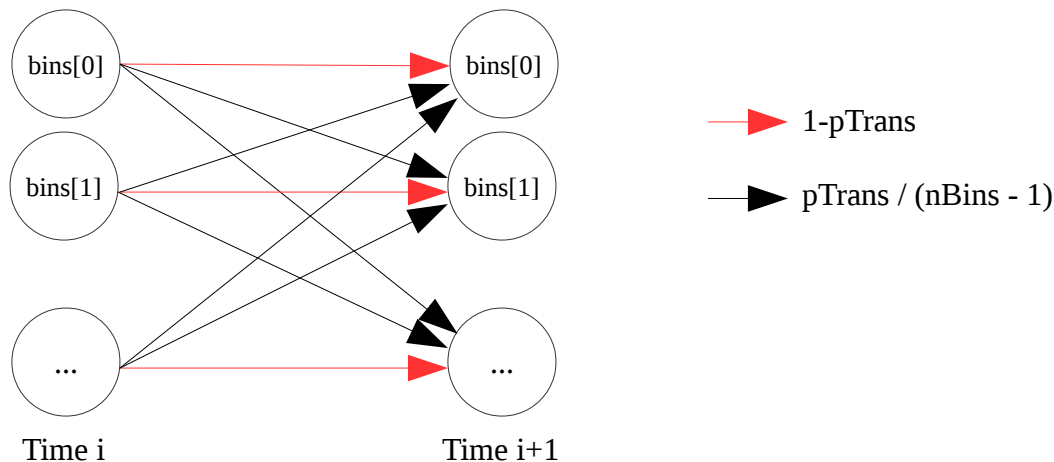 bins[0]
bins[0]
1-pTrans
bins[1]
bins[1]
pTrans / (nBins - 1)
...
...
Time i
Time i+1